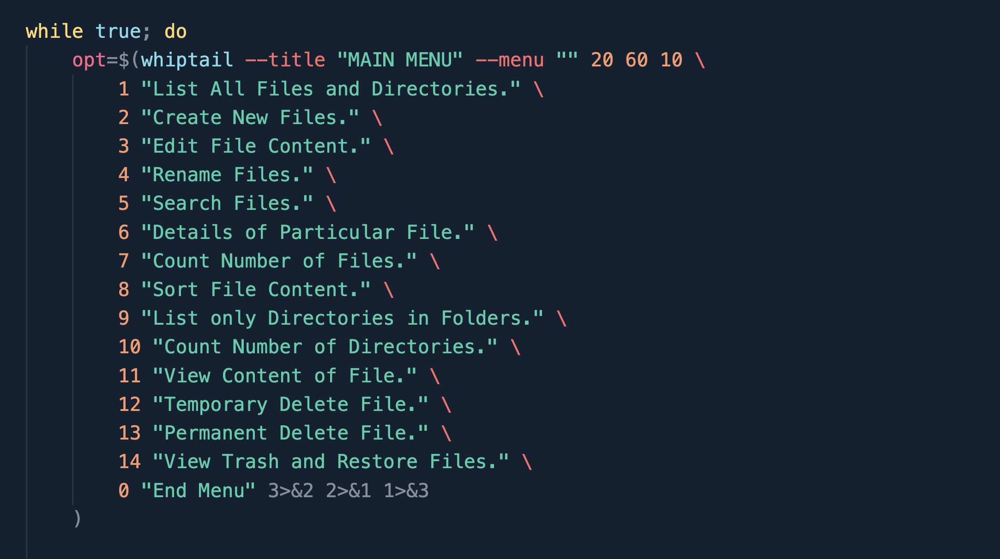 while true; do
opt=$(whiptail --title "MAIN MENU" --menu "" 20 60 10 \
1 "List All Files and Directories." \
2 "Create New Files." \
3 "Edit File Content." \
4 "Rename Files." \
5 "Search Files." \
6 "Details of Particular File." \
7 "Count Number of Files." \
8 "Sort File Content." \
9 "List only Directories in Folders." \
10 "Count Number of Directories." \
11 "View Content of File." \
12 "Temporary Delete File." \
13 "Permanent Delete File." \
14 "View Trash and Restore Files." \
0 "End Menu" 3>&2 2>&1 1>&3
)